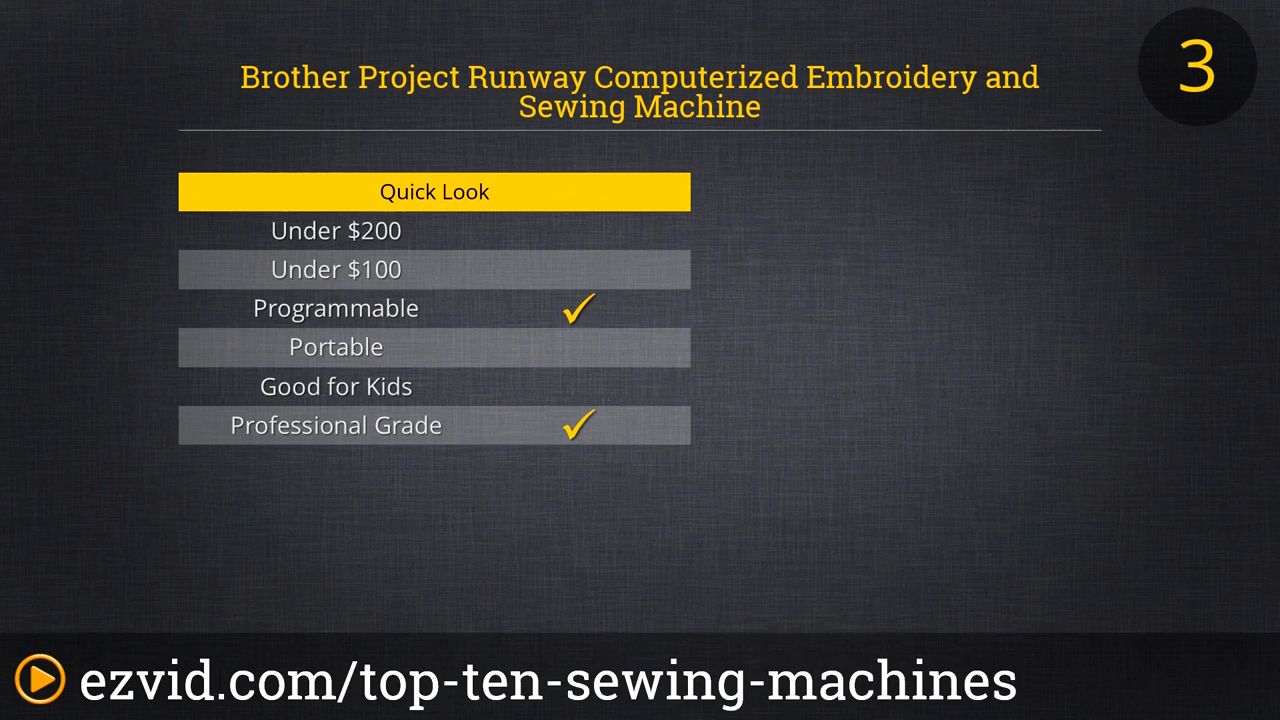 3
Brother Project Runway Computerized Embroidery and
Sewing Machine
Quick Look
Under $200
Under $100
Programmable ✓
Portable
Good for Kids
Professional Grade ✓
ezvid.com/top-ten-sewing-machines